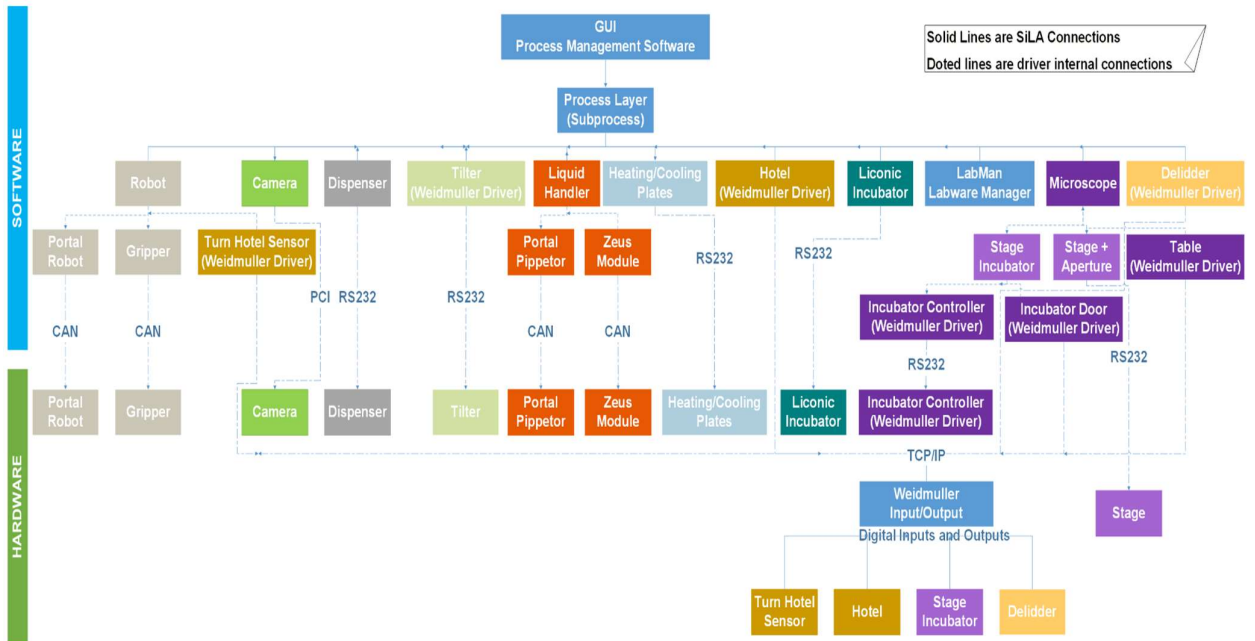 GUI
Process Management Software
Solid Lines are SiLA Connections
Doted lines are driver internal connections
Process Layer
(Subprocess)
SOFTWARE
Robot
Camera
Dispenser
Tilter
(Weidmuller Driver)
Liquid
Handler
Heating/Cooling
Plates
Hotel
(Weidmuller Driver)
Liconic
Incubator
LabMan
Labware Manager
Microscope
Delidder
(Weidmuller Driver)
Portal
Robot
Gripper
Turn Hotel Sensor
(Weidmuller Driver)
Portal
Pippetor
Zeus
Module
Stage
Incubator
Stage +
Aperture
Table
(Weidmuller Driver)
RS232
RS232
PCI
RS232
RS232
Incubator Controller
(Weidmuller Driver)
Incubator Door
(Weidmuller Driver)
CAN
CAN
CAN
CAN
RS232
RS232
HARDWARE
Portal
Robot
Gripper
Camera
Dispenser
Tilter
Portal
Pippetor
Zeus
Module
Heating/Cooling
Plates
Liconic
Incubator
Incubator Controller
(Weidmuller Driver)
TCP/IP
Weidmuller
Input/Output
Digital Inputs and Outputs
Stage
Turn Hotel
Sensor
Hotel
Stage
Incubator
Delidder